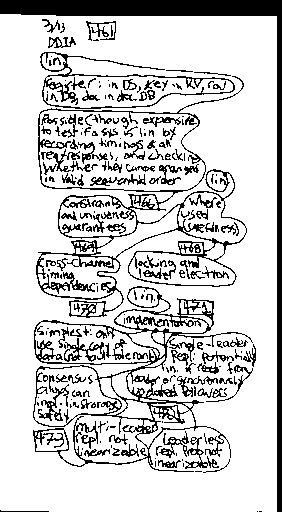 3/13 461
DDIA
lin.
register: in DS, key in KV, row
in DB, doc in doc. DB
Possible (though expensive
to test if a sys is lin by
recording timings of all
req/responses, and checking
whether they can be arranged
in valid sequential order
lin
constraints 466
and uniqueness
guarantees
where
used
469
468
cross-channel
timing
dependencies
locking and
leader election
lin.
471
implementation
simplest:
use single copy of
data (not fault tolerant)
single-leader
repl: potentially
lin. if read from
leader or synchronously
updated followers
consensus
algos can
impl. lin. storage
safely
473
multi-leader
repl. not
linearizable
Leaderless
repl. prob not
linearizable